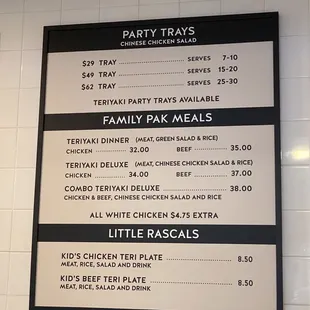 PARTY TRAYS
CHINESE CHICKEN SALAD
$29 TRAY SERVES 7-10
$49 TRAY SERVES 15-20
$62 TRAY SERVES 25-30
TERIYAKI PARTY TRAYS AVAILABLE
FAMILY PAK MEALS
TERIYAKI DINNER (MEAT, GREEN SALAD & RICE)
CHICKEN 32.00 BEEF 35.00
TERIYAKI DELUXE (MEAT, CHINESE CHICKEN SALAD & RICE)
CHICKEN 34.00 BEEF 37.00
COMBO TERIYAKI DELUXE 38.00
CHICKEN & BEEF, CHINESE CHICKEN SALAD AND RICE
ALL WHITE CHICKEN $4.75 EXTRA
LITTLE RASCALS
KID'S CHICKEN TERI PLATE 8.50
MEAT, RICE, SALAD AND DRINK
KID'S BEEF TERI PLATE 8.50
MEAT, RICE, SALAD AND DRINK